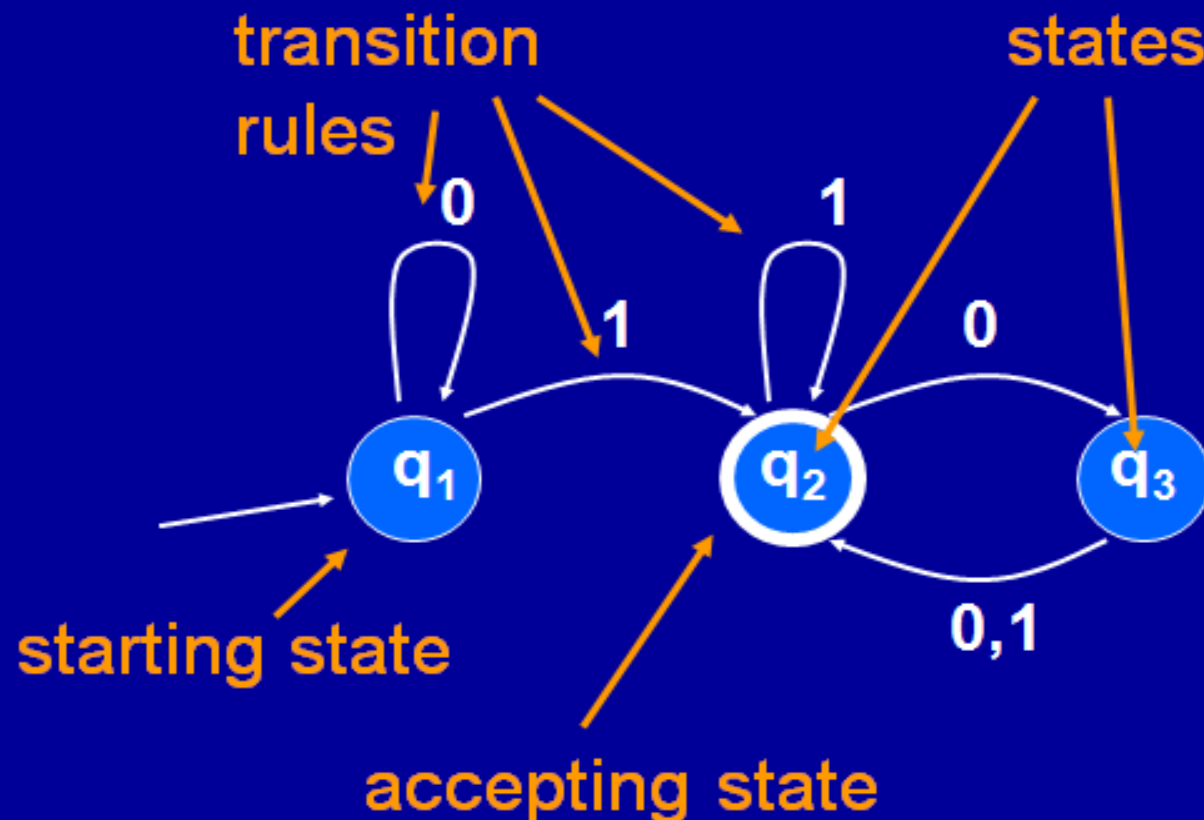 transition
rules
states
0
1
1
0
q₁
q₂
q₃
0,1
starting state
accepting state